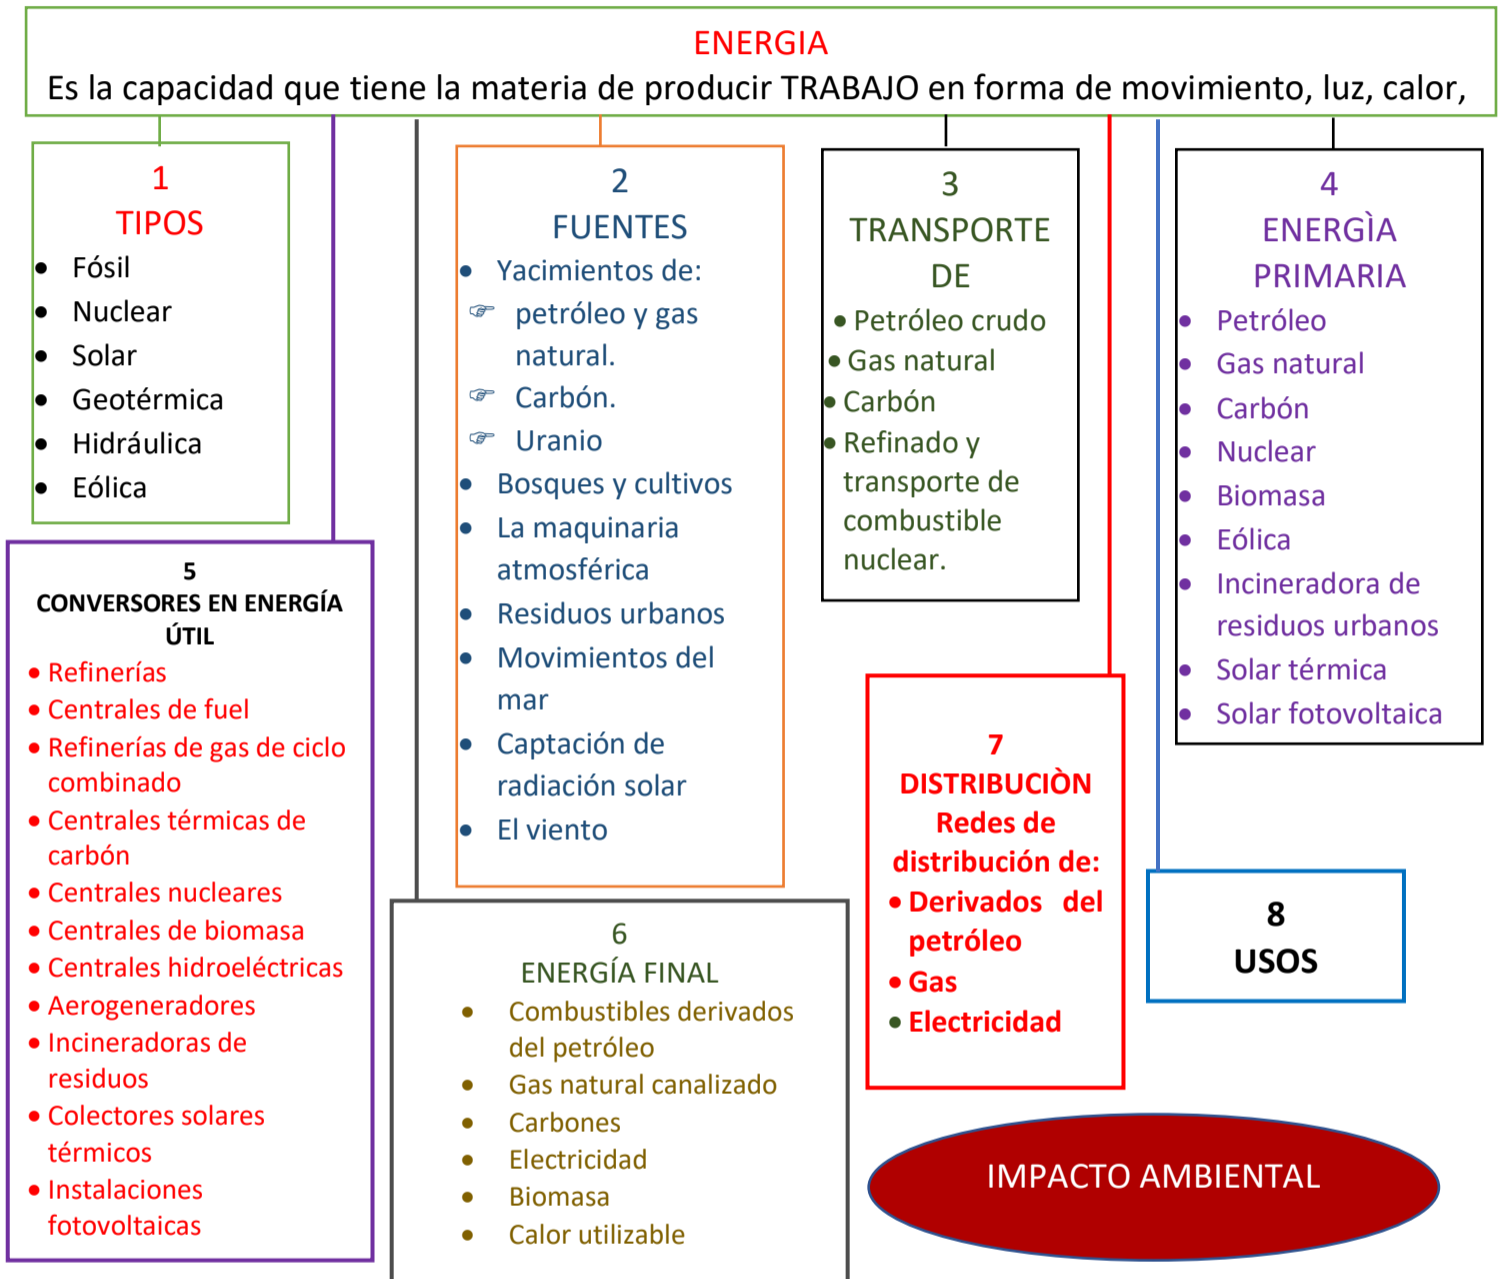 ENERGIA
Es la capacidad que tiene la materia de producir TRABAJO en forma de movimiento, luz, calor,
1
TIPOS
• Fósil
• Nuclear
• Solar
• Geotérmica
• Hidráulica
• Eólica
2
FUENTES
• Yacimientos de:
☞ petróleo y gas
natural.
☞ Carbón.
☞ Uranio
• Bosques y cultivos
• La maquinaria
atmosférica
• Residuos urbanos
• Movimientos del
mar
• Captación de
radiación solar
• El viento
3
TRANSPORTE
DE
• Petróleo crudo
• Gas natural
• Carbón
• Refinado y
transporte de
combustible
nuclear.
4
ENERGÌA
PRIMARIA
• Petróleo
• Gas natural
• Carbón
• Nuclear
• Biomasa
• Eólica
• Incineradora de
residuos urbanos
• Solar térmica
• Solar fotovoltaica
5
CONVERSORES EN ENERGÍA
ÚTIL
• Refinerías
• Centrales de fuel
• Refinerías de gas de ciclo
combinado
• Centrales térmicas de
carbón
• Centrales nucleares
• Centrales de biomasa
• Centrales hidroeléctricas
• Aerogeneradores
• Incineradoras de
residuos
• Colectores solares
térmicos
• Instalaciones
fotovoltaicas
6
ENERGÍA FINAL
• Combustibles derivados
del petróleo
• Gas natural canalizado
• Carbones
• Electricidad
• Biomasa
• Calor utilizable
7
DISTRIBUCIÒN
Redes de
distribución de:
• Derivados del
petróleo
• Gas
• Electricidad
8
USOS
IMPACTO AMBIENTAL